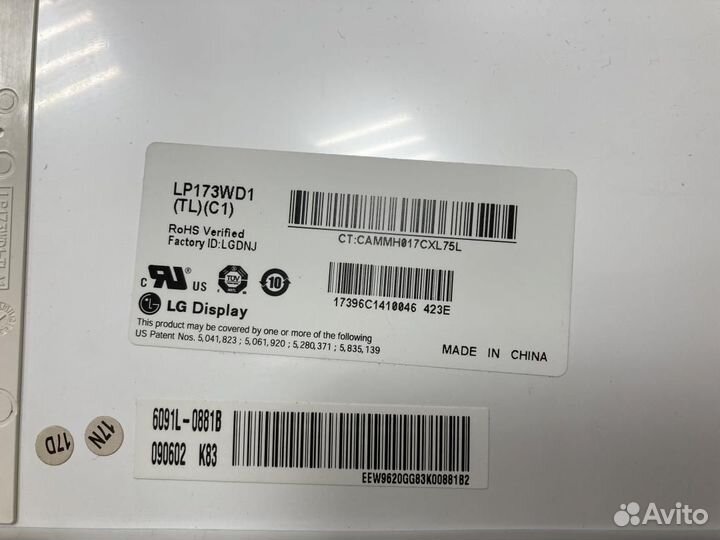 LP173WD1
(TL)(C1)
RoHS Verified
Factory ID:LGDNJ
CT:CAMMH017CXL75L
c RU US
TÜV
10
17396C1410046 423E
LG Display
This product may be covered by one or more of the following
US Patent Nos. 5,041,823 ; 5,061,920 ; 5,280,371 ; 5,835,139
MADE IN CHINA
6091L-0881B
090602 K83
EEW9620GG83K00881B2
17D
17N
Avito